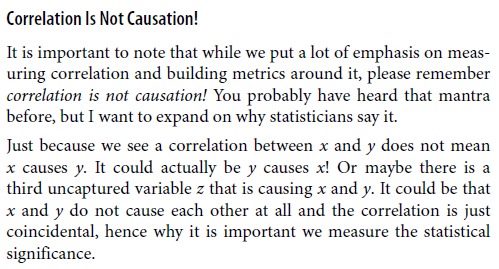 Correlation Is Not Causation!
It is important to note that while we put a lot of emphasis on meas-
uring correlation and building metrics around it, please remember
correlation is not causation! You probably have heard that mantra
before, but I want to expand on why statisticians say it.
Just because we see a correlation between x and y does not mean
x causes y. It could actually be y causes x! Or maybe there is a
third uncaptured variable z that is causing x and y. It could be that
x and y do not cause each other at all and the correlation is just
coincidental, hence why it is important we measure the statistical
significance.